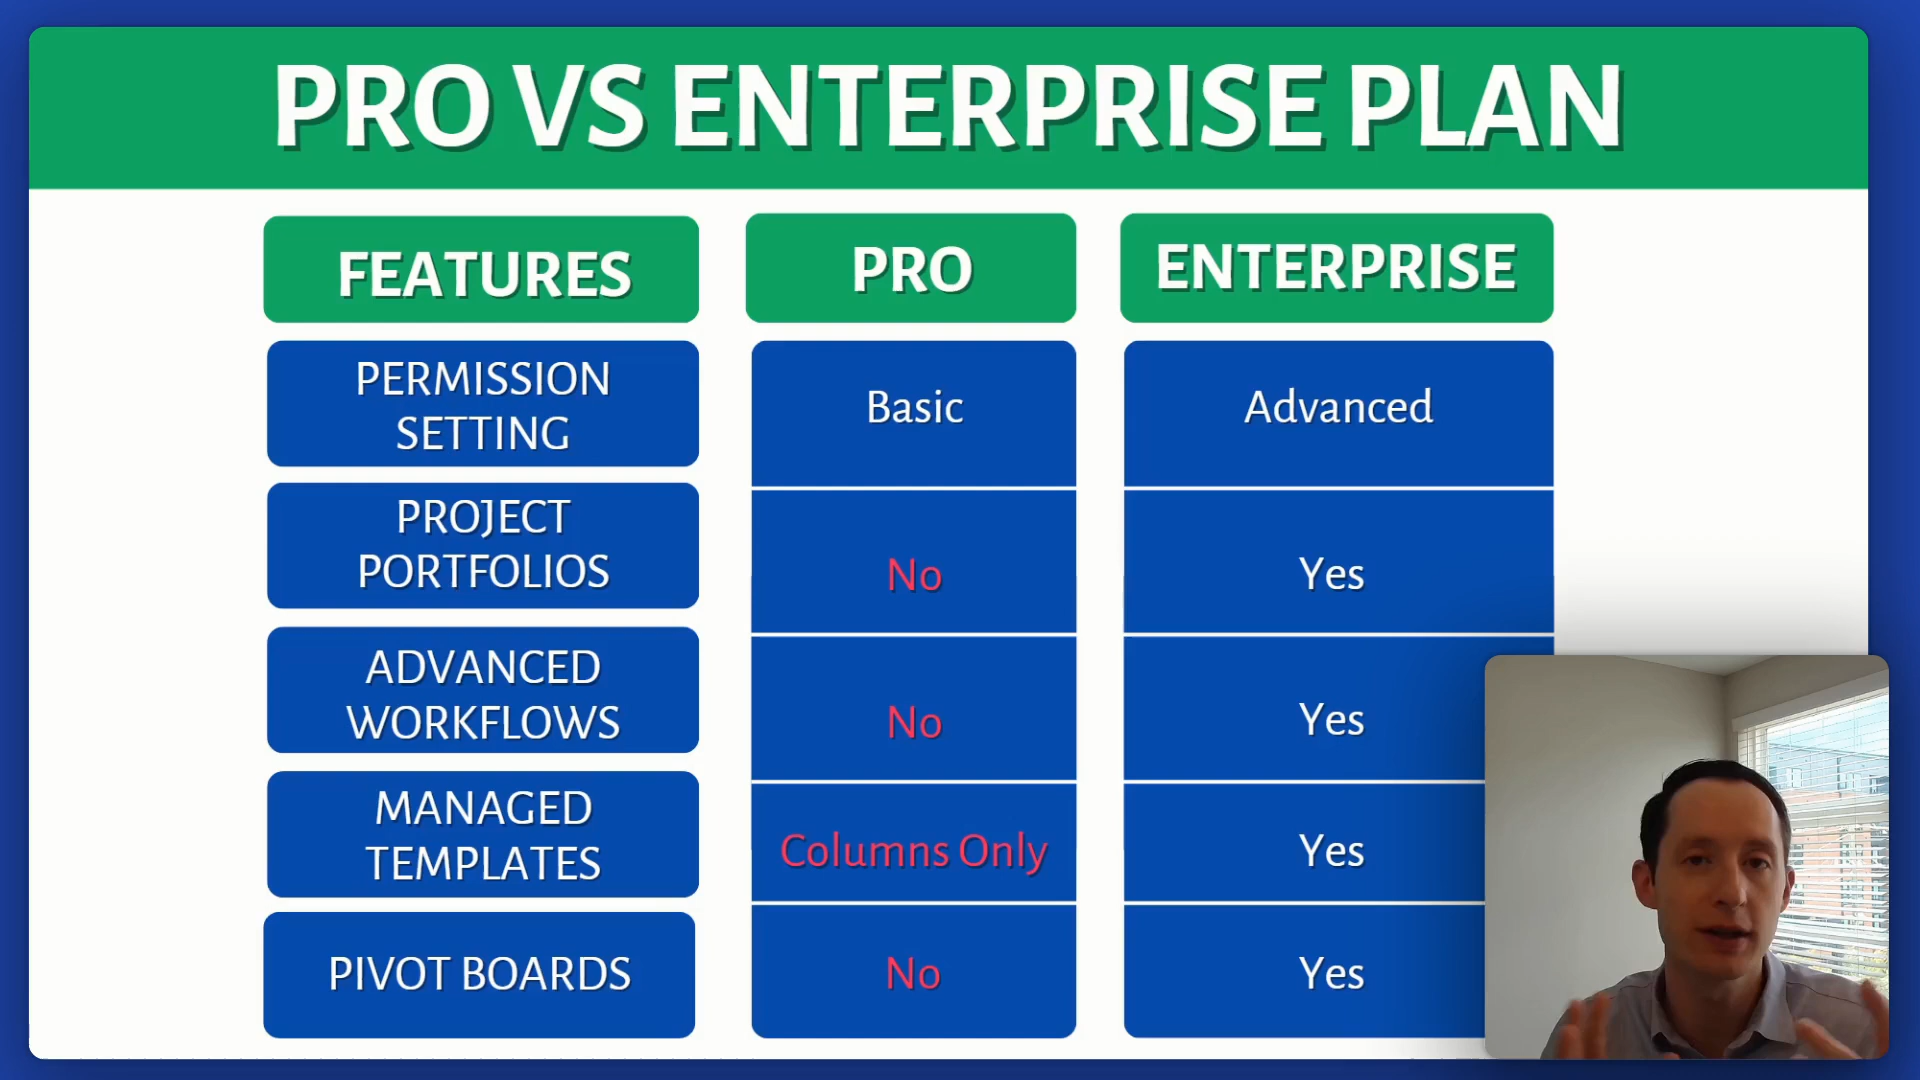 PRO VS ENTERPRISE PLAN
FEATURES
PRO
ENTERPRISE
PERMISSION
SETTING
Basic
Advanced
PROJECT
PORTFOLIOS
No
Yes
ADVANCED
WORKFLOWS
No
Yes
MANAGED
TEMPLATES
Columns Only
Yes
PIVOT BOARDS
No
Yes